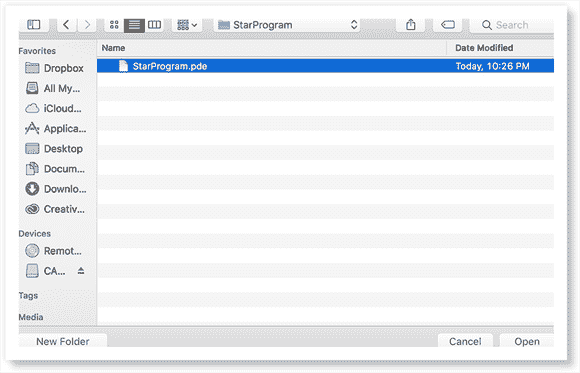 StarProgram
Search
Favorites
Name
Date Modified
Dropbox
StarProgram.pde
Today, 10:26 PM
All My...
iCloud...
Applica...
Desktop
Docum...
Downlo...
Creativ...
Devices
Remot...
CA...
Tags
Media
New Folder
Cancel
Open